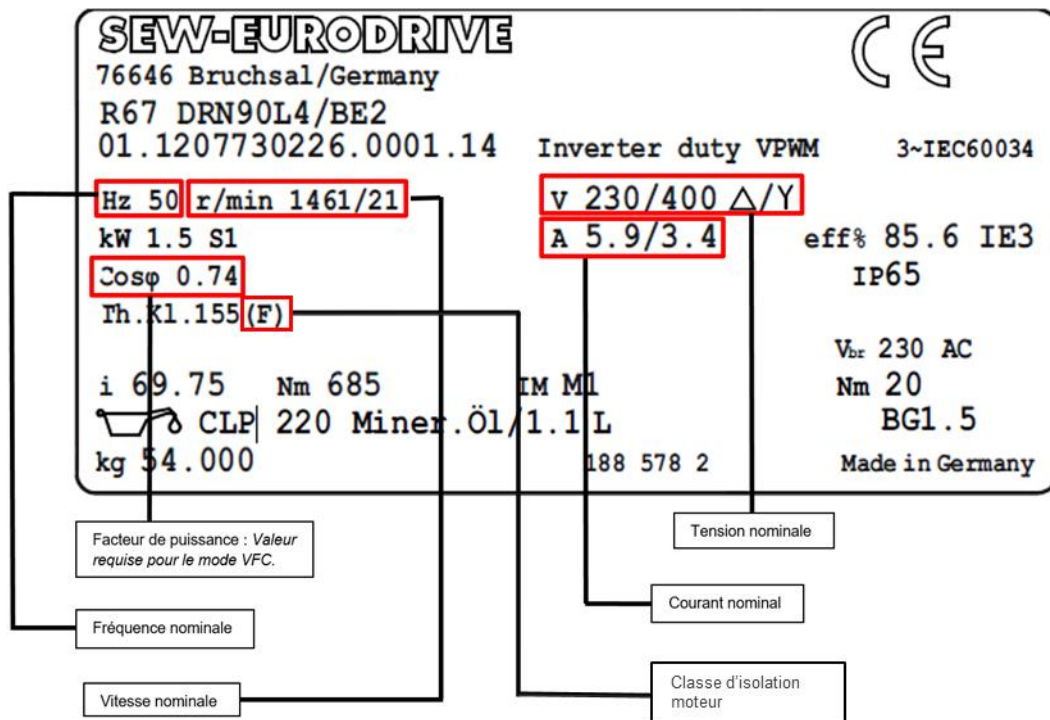 SEW-EURODRIVE
CE
76646 Bruchsal/Germany
R67 DRN90L4/BE2
01.1207730226.0001.14
Inverter duty VPWM
3~IEC60034
Hz 50
r/min 1461/21
V 230/400 △/Y
kW 1.5 S1
A 5.9/3.4
eff% 85.6 IE3
Cosφ 0.74
IP65
Th.Kl.155(F)
Vbr 230 AC
i 69.75
Nm 685
IM M1
Nm 20
CLP 220 Miner.Öl/1.1 L
BG1.5
kg 54.000
188 578 2
Made in Germany
Facteur de puissance : Valeur
requise pour le mode VFC.
Tension nominale
Courant nominal
Fréquence nominale
Classe d'isolation
moteur
Vitesse nominale